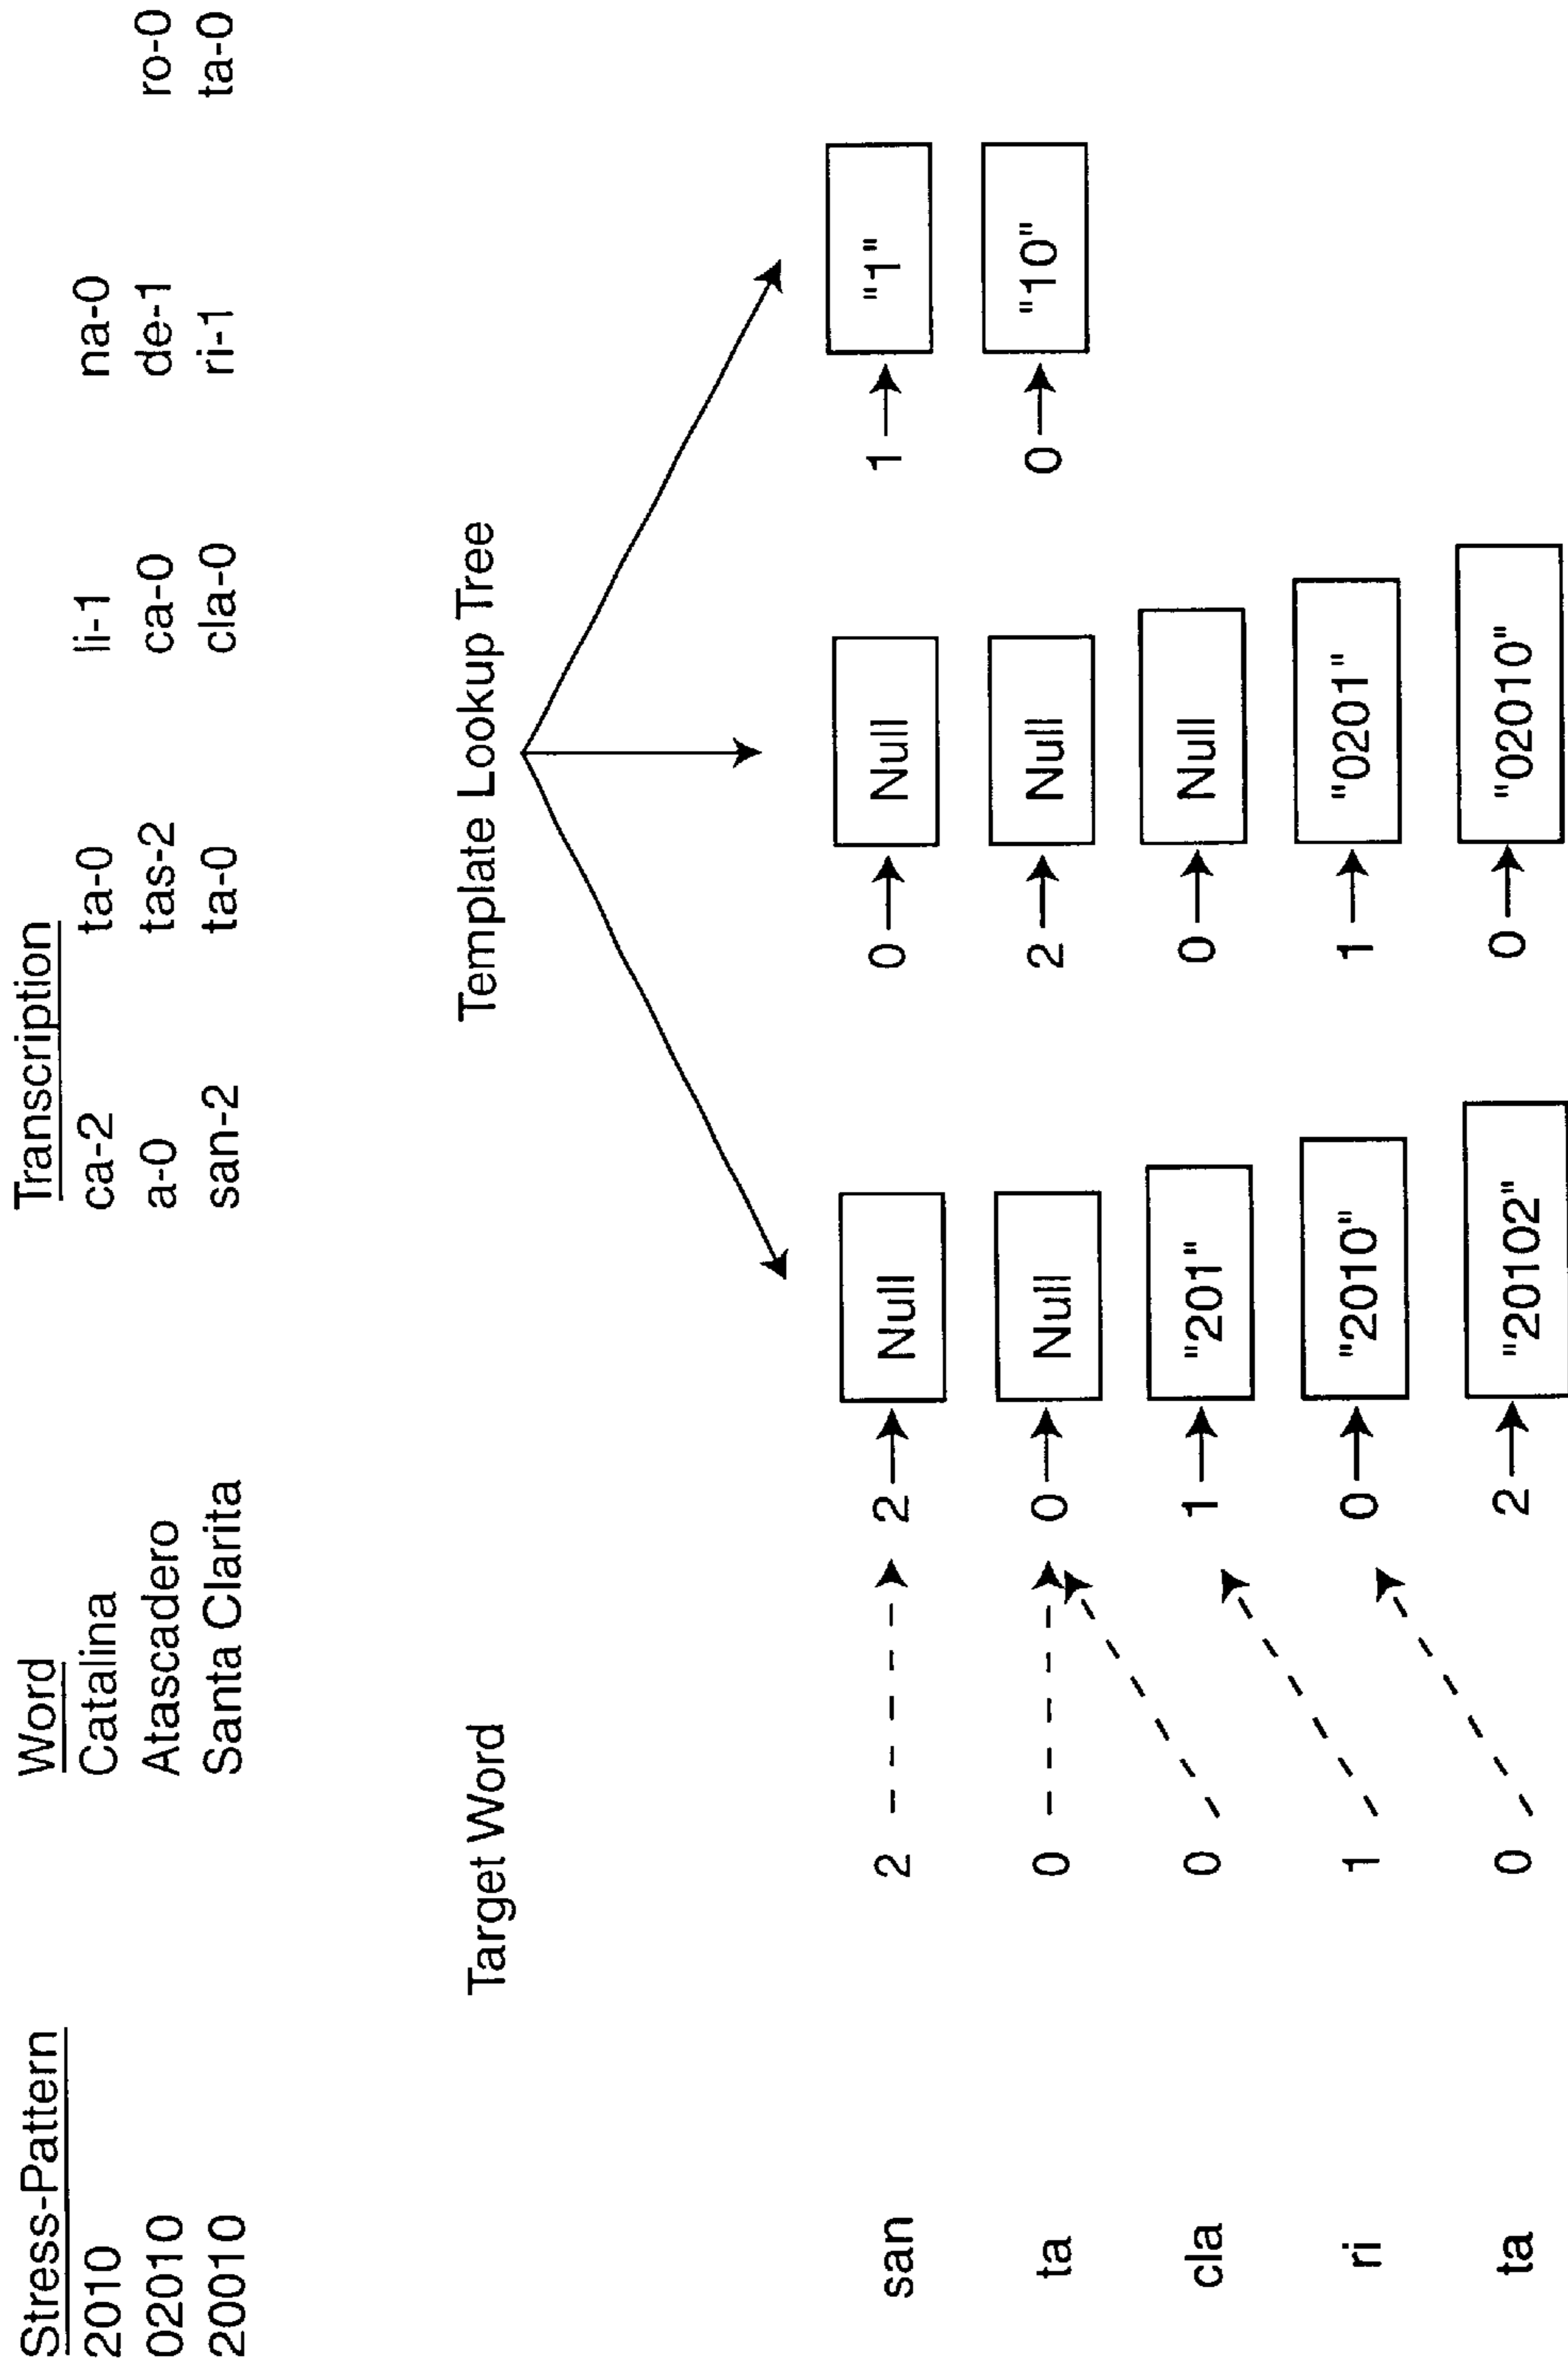 Stress-Pattern Word Transcription
2010 Catalina ca-2 ta-0 li-1 na-0
02010 Atascadero a-0 tas-2 ca-0 de-1 ro-0
20010 Santa Clarita san-2 ta-0 cla-0 ri-1 ta-0
Target Word Template Lookup Tree
san 2 2 Null 0 Null 1 "1"
ta 0 0 Null 2 Null 0 "10"
cla 0 1 "201" 0 Null
ri 1 0 "2010" 1 "0201"
ta 0 2 "20102" 0 "02010"